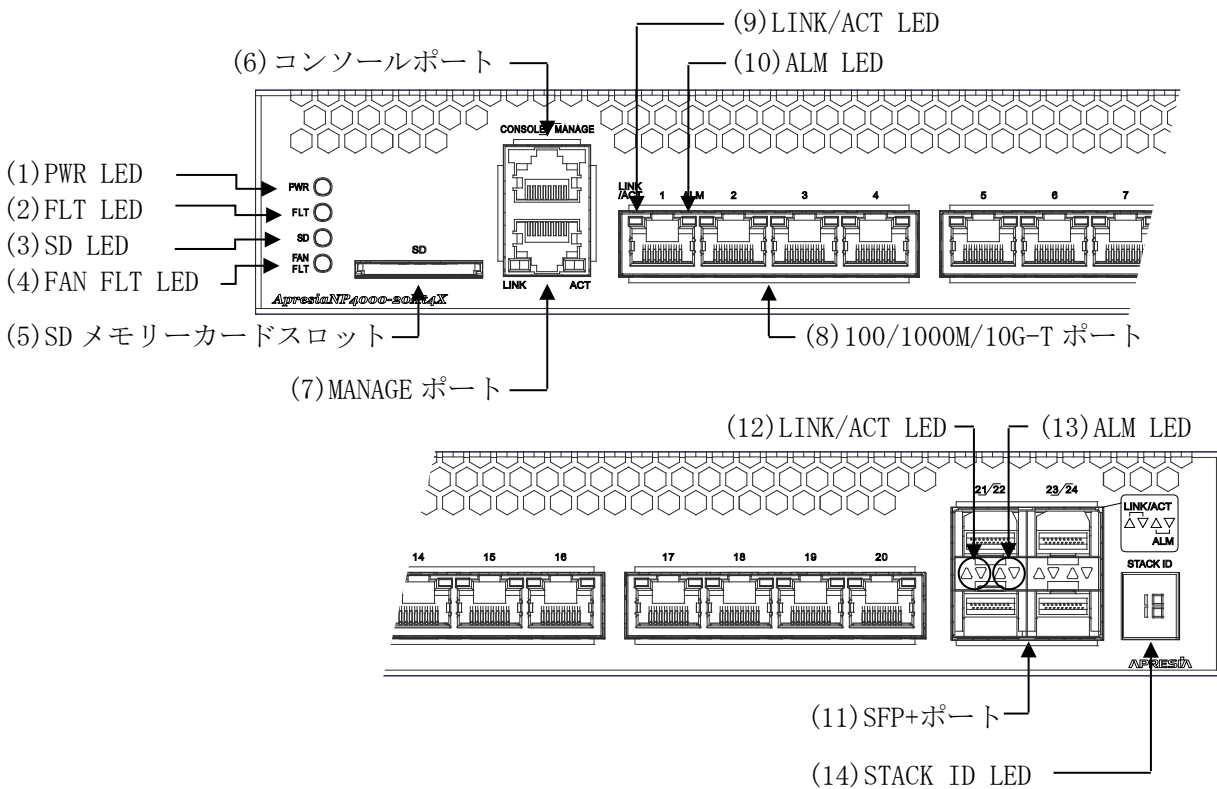 (9)LINK/ACT LED
(6)コンソールポート
(10)ALM LED
CONSOLE MANAGE
(1)PWR LED
(2)FLT LED
(3)SD LED
(4)FAN FLT LED
PWR
FLT
SD
FAN
FLT
SD
LINK
/ACT 1 ALM 2 3 4 5 6 7
LINK ACT
ApresiaNP4000-20Xt4X
(5)SD メモリーカードスロット
(8)100/1000M/10G-T ポート
(7)MANAGE ポート
(12)LINK/ACT LED
(13)ALM LED
21/22 23/24
LINK/ACT
ALM
14 15 16 17 18 19 20
STACK ID
APRESIA
(11)SFP+ポート
(14)STACK ID LED